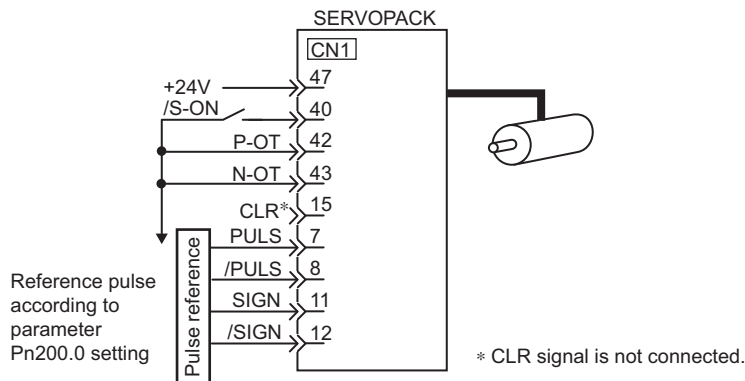 SERVOPACK
CN1
+24V 47
/S-ON 40
P-OT 42
N-OT 43
CLR* 15
PULS 7
/PULS 8
SIGN 11
/SIGN 12
Pulse reference
Reference pulse
according to
parameter
Pn200.0 setting
* CLR signal is not connected.